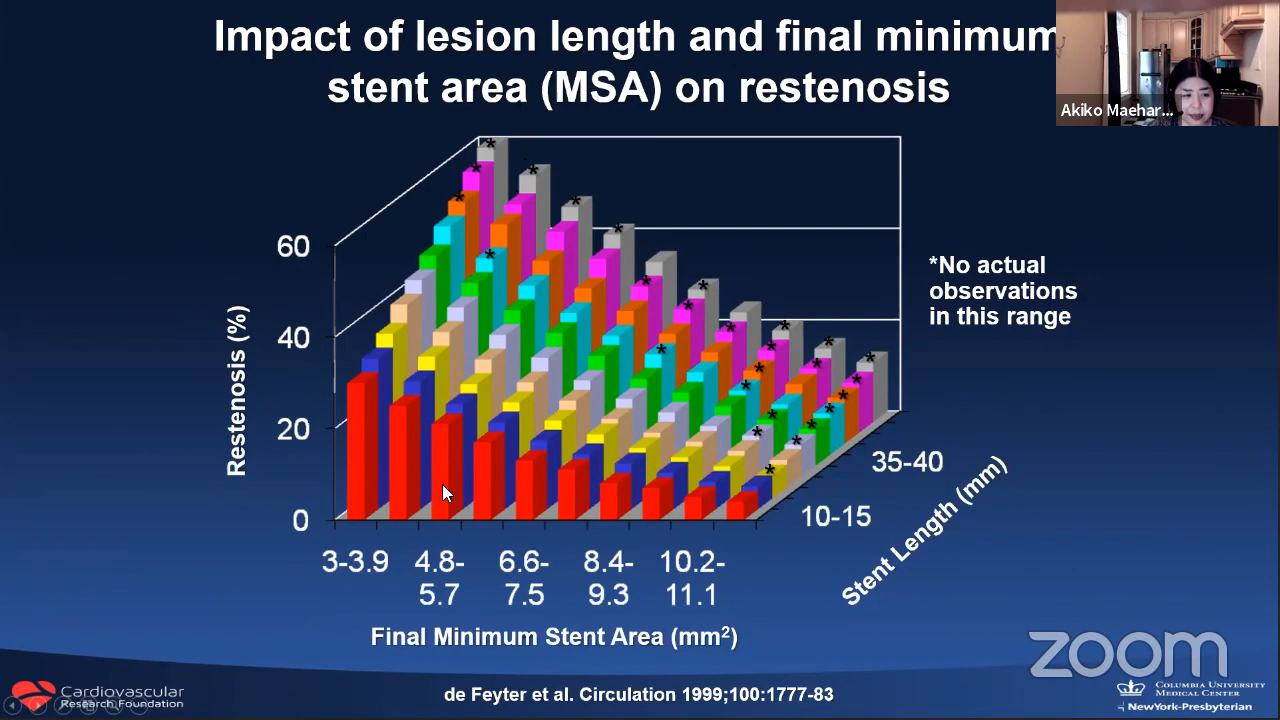 Impact of lesion length and final minimum
stent area (MSA) on restenosis
Akiko Maehar...
60
40
20
0
Restenosis (%)
*No actual
observations
in this range
35-40
10-15
Stent Length (mm)
3-3.9
4.8-
5.7
6.6-
7.5
8.4-
9.3
10.2-
11.1
Final Minimum Stent Area (mm²)
zoom
Cardiovascular
Research Foundation
de Feyter et al. Circulation 1999;100:1777-83
COLUMBIA UNIVERSITY
MEDICAL CENTER
NewYork-Presbyterian